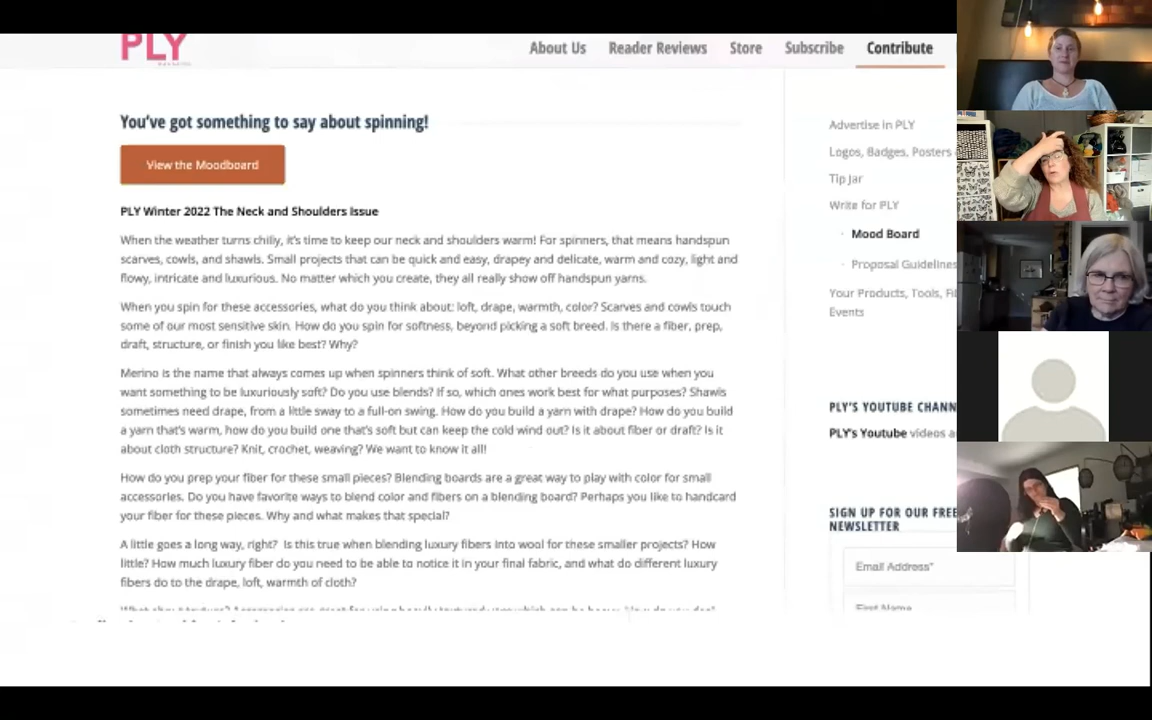 PLY
About Us Reader Reviews Store Subscribe Contribute
You've got something to say about spinning!
View the Moodboard
PLY Winter 2022 The Neck and Shoulders Issue
When the weather turns chilly, it's time to keep our neck and shoulders warm! For spinners, that means handspun
scarves, cowls, and shawls. Small projects that can be quick and easy, drapey and delicate, warm and cozy, light and
flowy, intricate and luxurious. No matter which you create, they all really show off handspun yarns.
When you spin for these accessories, what do you think about: loft, drape, warmth, color? Scarves and cowls touch
some of our most sensitive skin. How do you spin for softness, beyond picking a soft breed. Is there a fiber, prep,
draft, structure, or finish you like best? Why?
Merino is the name that always comes up when spinners think of soft. What other breeds do you use when you
want something to be luxuriously soft? Do you use blends? If so, which ones work best for what purposes? Shawls
sometimes need drape, from a little sway to a full-on swing. How do you build a yarn with drape? How do you build
a yarn that's warm, how do you build one that's soft but can keep the cold wind out? Is it about fiber or draft? Is it
about cloth structure? Knit, crochet, weaving? We want to know it all!
How do you prep your fiber for these small pieces? Blending boards are a great way to play with color for small
accessories. Do you have favorite ways to blend color and fibers on a blending board? Perhaps you like to handcard
your fiber for these pieces. Why and what makes that special?
A little goes a long way, right? Is this true when blending luxury fibers into wool for these smaller projects? How
little? How much luxury fiber do you need to be able to notice it in your final fabric, and what do different luxury
fibers do to the drape, loft, warmth of cloth?
Advertise in PLY
Logos, Badges, Posters
Tip Jar
Write for PLY
Mood Board
Proposal Guidelines
Your Products, Tools,
Events
PLY'S YOUTUBE CHANN
PLY's Youtube videos
SIGN UP FOR OUR FREE
NEWSLETTER
Email Address*
First Name